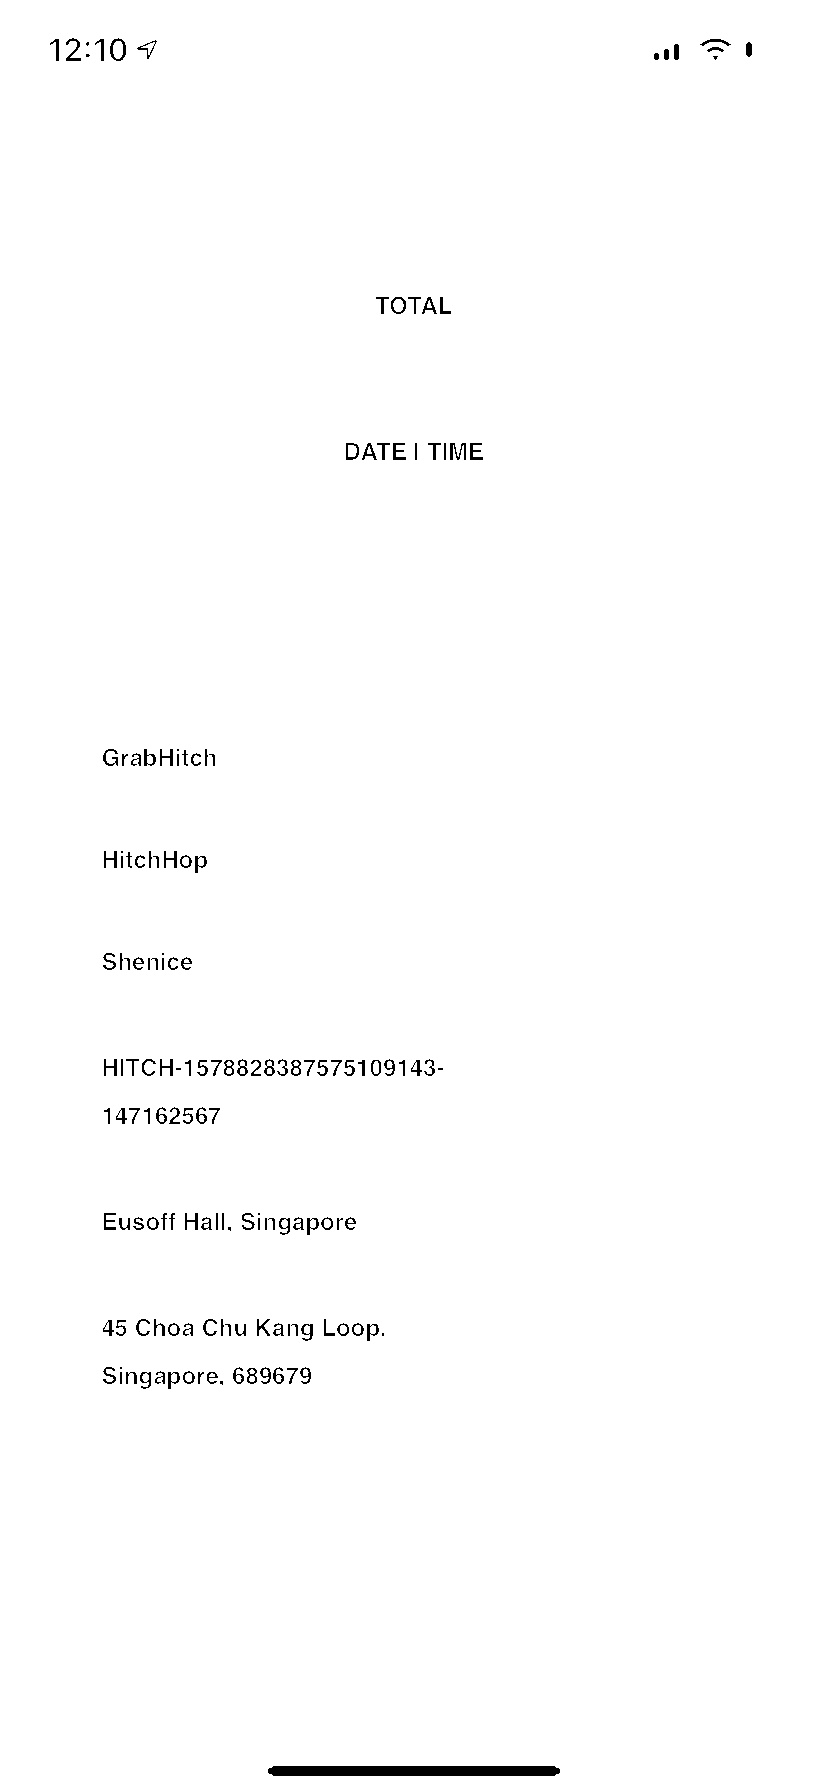 12:10
TOTAL
DATE | TIME
GrabHitch
HitchHop
Shenice
HITCH-1578828387575109143-
147162567
Eusoff Hall, Singapore
45 Choa Chu Kang Loop,
Singapore, 689679